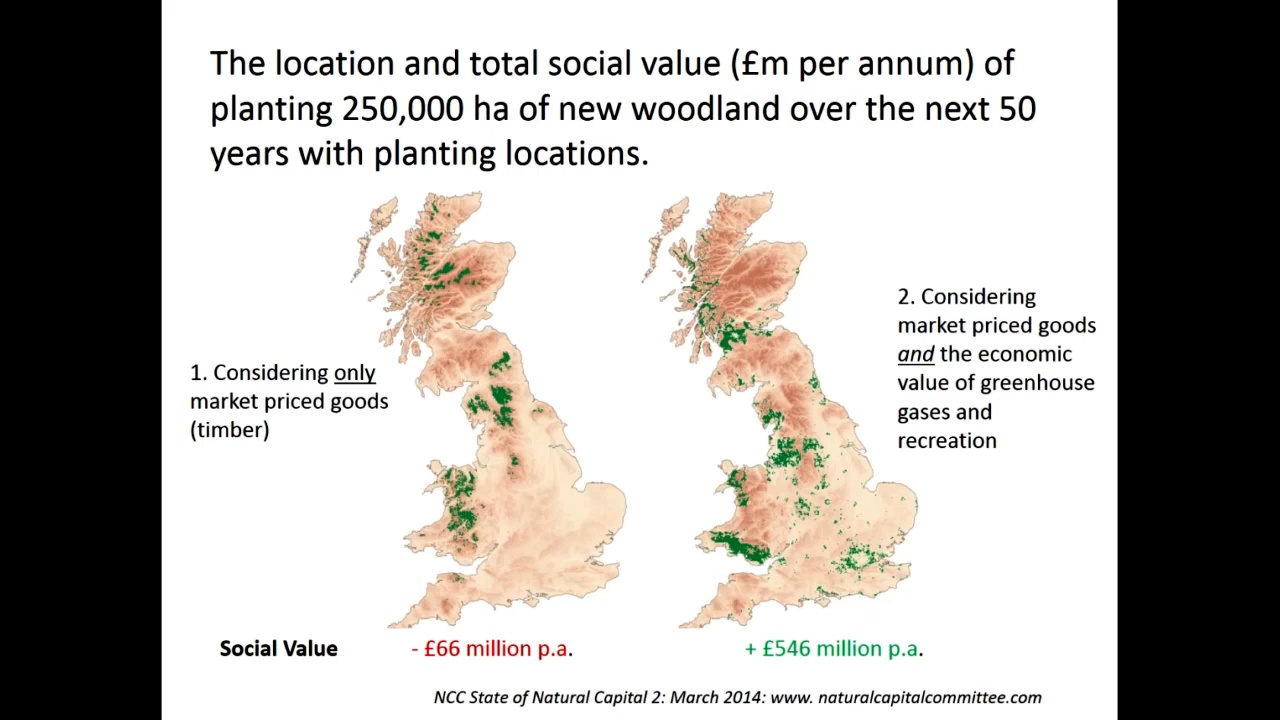 The location and total social value (£m per annum) of
planting 250,000 ha of new woodland over the next 50
years with planting locations.
1. Considering only
market priced goods
(timber)
2. Considering
market priced goods
and the economic
value of greenhouse
gases and
recreation
Social Value - £66 million p.a. + £546 million p.a.
NCC State of Natural Capital 2: March 2014: www. naturalcapitalcommittee.com